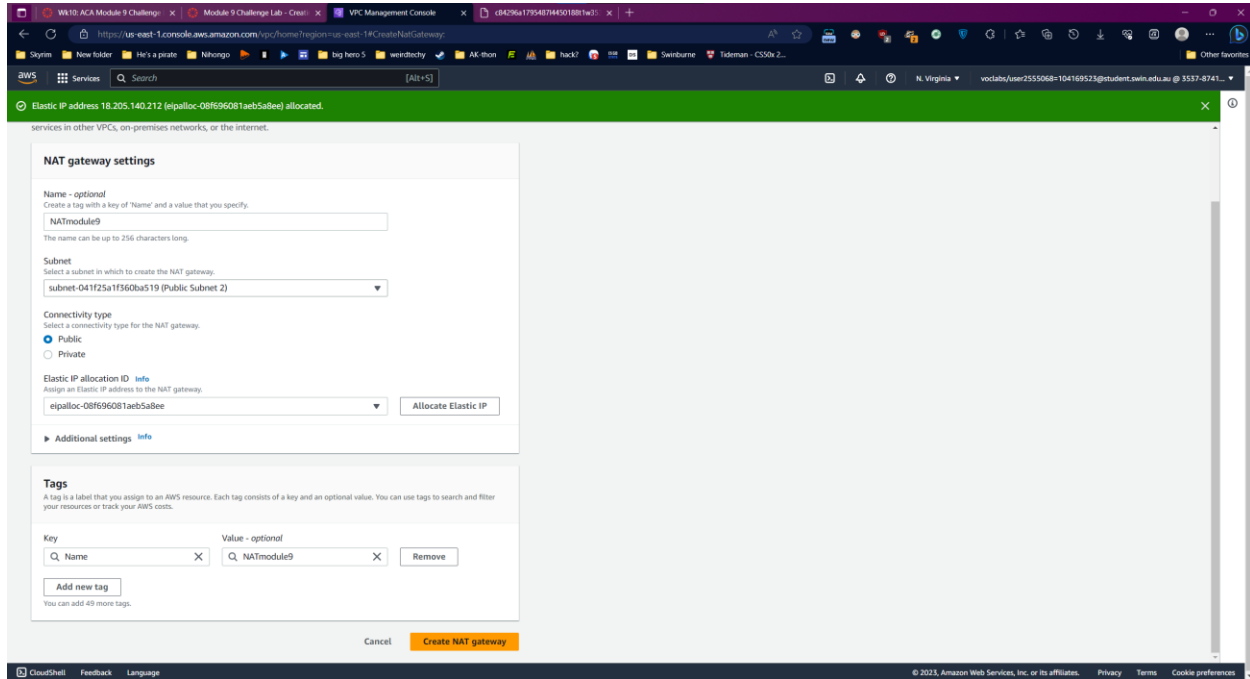 Wk10: ACA Module 9 Challenge
Module 9 Challenge Lab - Creati
VPC Management Console
https://us-east-1.console.aws.amazon.com/vpc/home?region=us-east-1#CreateNatGateway:
Skyrim
New folder
He's a pirate
Nihongo
big hero 5
weirdtechy
AK-thon
hack?
Swinburne
Tideman - CS50x 2...
Other favorites
aws
Services
Search
[Alt+S]
N. Virginia
voclabs/user2555068=104169523@student.swin.edu.au @ 3537-8741...
Elastic IP address 18.205.140.212 (eipalloc-08f696081aeb5a8ee) allocated.
services in other VPCs, on-premises networks, or the internet.
NAT gateway settings
Name - optional
Create a tag with a key of 'Name' and a value that you specify.
NATmodule9
The name can be up to 256 characters long.
Subnet
Select a subnet in which to create the NAT gateway.
subnet-041f25a1f360ba519 (Public Subnet 2)
Connectivity type
Select a connectivity type for the NAT gateway.
Public
Private
Elastic IP allocation ID Info
Assign an Elastic IP address to the NAT gateway.
eipalloc-08f696081aeb5a8ee
Allocate Elastic IP
Additional settings Info
Tags
A tag is a label that you assign to an AWS resource. Each tag consists of a key and an optional value. You can use tags to search and filter
your resources or track your AWS costs.
Key
Value - optional
Name
NATmodule9
Remove
Add new tag
You can add 49 more tags.
Cancel
Create NAT gateway
CloudShell
Feedback
Language
© 2023, Amazon Web Services, Inc. or its affiliates.
Privacy
Terms
Cookie preferences